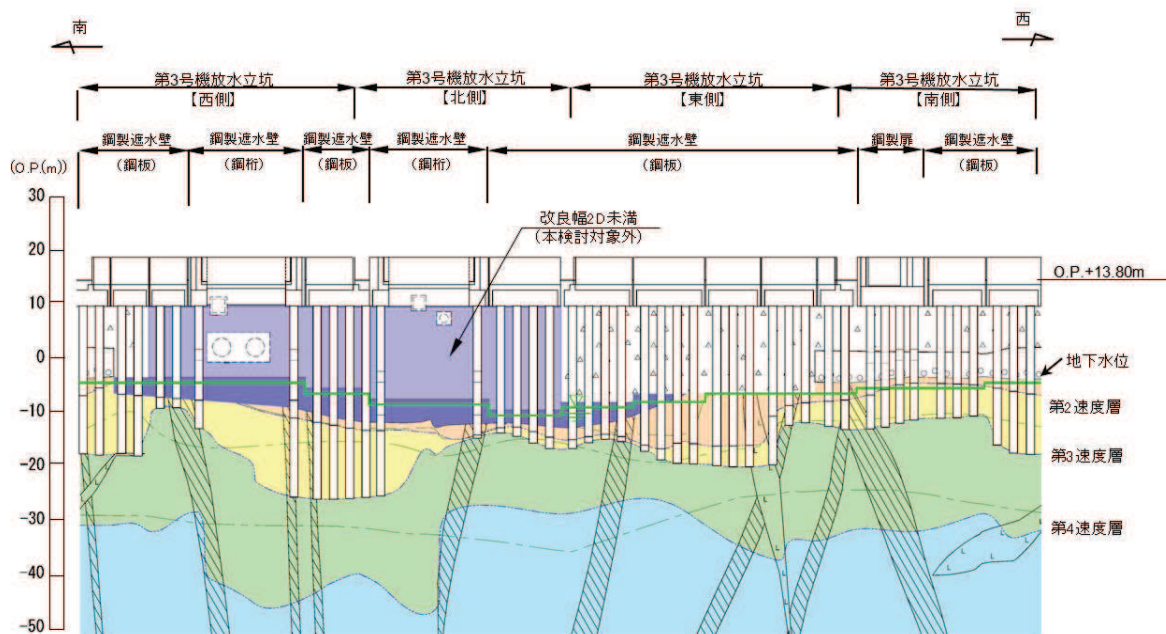 南
西
第3号機放水立坑
【西側】
第3号機放水立坑
【北側】
第3号機放水立坑
【東側】
第3号機放水立坑
【南側】
鋼製遮水壁
(鋼板)
鋼製遮水壁
(鋼桁)
鋼製遮水壁
(鋼板)
鋼製遮水壁
(鋼桁)
鋼製遮水壁
(鋼板)
鋼製扉
鋼製遮水壁
(鋼板)
(O.P.(m))
30
20
10
0
-10
-20
-30
-40
-50
改良幅2D未満
(本検討対象外)
O.P.+13.80m
地下水位
第2速度層
第3速度層
第4速度層